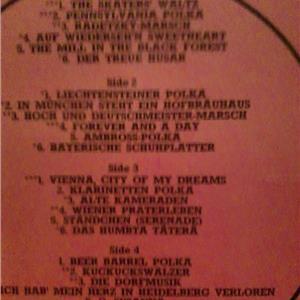 ***1. THE SKATERS' WALTZ
***2. PENNSYLVANIA POLKA
**3. RADETZKY-MARSCH
*4. AUF WIEDERSEH'N SWEETHEART
5. THE MILL IN THE BLACK FOREST
*6. DER TREUE HUSAR
Side 2
*1. LIECHTENSTEINER POLKA
*2. IN MÜNCHEN STEHT EIN HOFBRÄUHAUS
**3. HOCH UND DEUTSCHMEISTER-MARSCH
****4. FOREVER AND A DAY
5. AMBROSS-POLKA
*6. BAYERISCHE SCHUHPLATTLER
Side 3
***1. VIENNA, CITY OF MY DREAMS
2. KLARINETTEN POLKA
*3. ALTE KAMERADEN
**4. WIENER PRATERLEBEN
5. STÄNDCHEN (SERENADE)
*6. DAS HUMBTA TÄTERÄ
Side 4
*1. BEER BARREL POLKA
**2. KUCKUCKSWALZER
**3. DIE DORFMUSIK
ICH HAB' MEIN HERZ IN HEIDELBERG VERLOREN